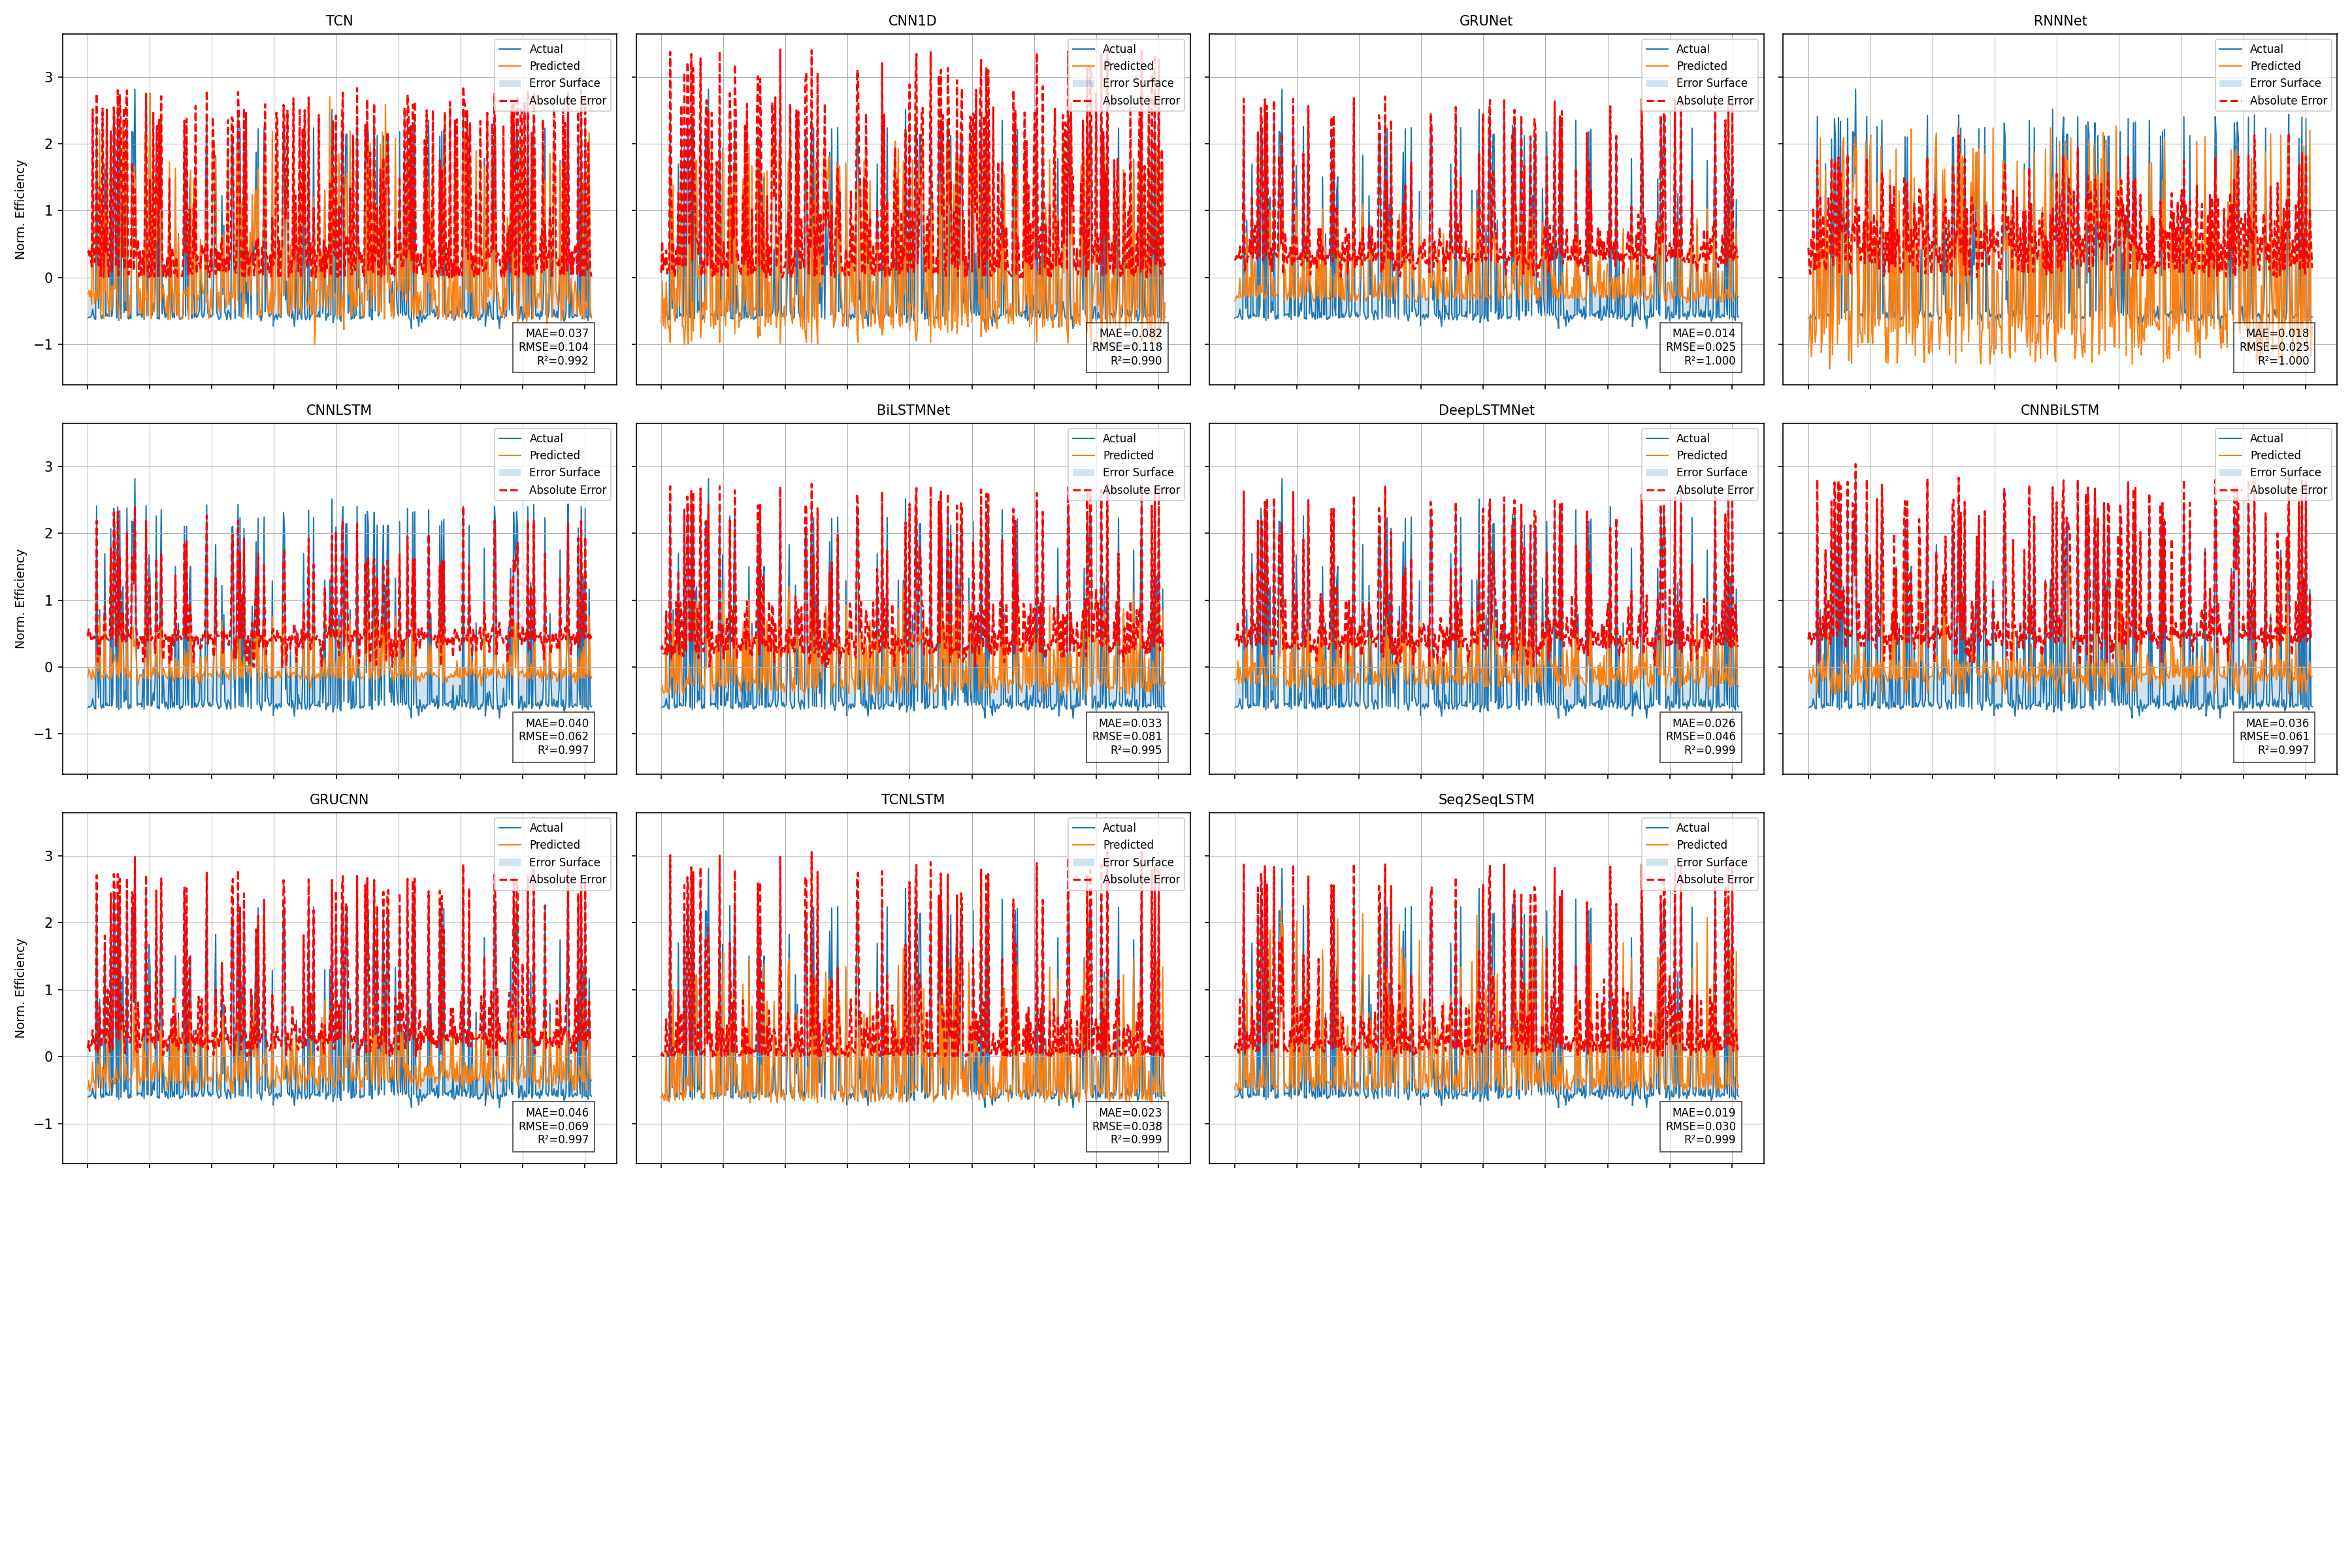 TCN
Norm. Efficiency
3
2
1
0
−1
Actual
Predicted
Error Surface
Absolute Error
MAE=0.037
RMSE=0.104
R²=0.992
CNN1D
Actual
Predicted
Error Surface
Absolute Error
MAE=0.082
RMSE=0.118
R²=0.990
GRUNet
Actual
Predicted
Error Surface
Absolute Error
MAE=0.014
RMSE=0.025
R²=1.000
RNNNet
Actual
Predicted
Error Surface
Absolute Error
MAE=0.018
RMSE=0.025
R²=1.000
CNNLSTM
Norm. Efficiency
3
2
1
0
−1
Actual
Predicted
Error Surface
Absolute Error
MAE=0.040
RMSE=0.062
R²=0.997
BiLSTMNet
Actual
Predicted
Error Surface
Absolute Error
MAE=0.033
RMSE=0.081
R²=0.995
DeepLSTMNet
Actual
Predicted
Error Surface
Absolute Error
MAE=0.026
RMSE=0.046
R²=0.999
CNNBiLSTM
Actual
Predicted
Error Surface
Absolute Error
MAE=0.036
RMSE=0.061
R²=0.997
GRUCNN
Norm. Efficiency
3
2
1
0
−1
Actual
Predicted
Error Surface
Absolute Error
MAE=0.046
RMSE=0.069
R²=0.997
TCNLSTM
Actual
Predicted
Error Surface
Absolute Error
MAE=0.023
RMSE=0.038
R²=0.999
Seq2SeqLSTM
Actual
Predicted
Error Surface
Absolute Error
MAE=0.019
RMSE=0.030
R²=0.999